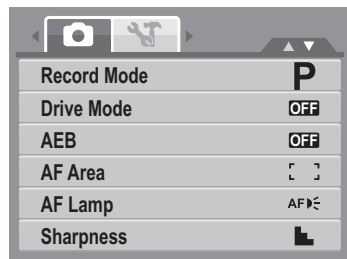 Record Mode P
Drive Mode OFF
AEB OFF
AF Area
AF Lamp AF
Sharpness